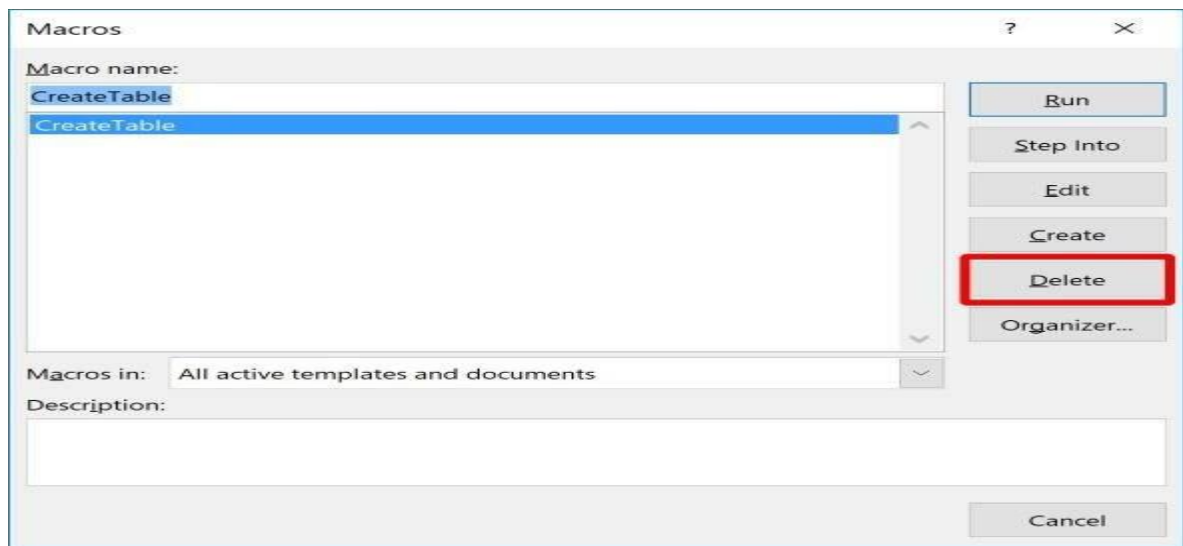 Macros
?
Macro name:
CreateTable
CreateTable
Run
Step Into
Edit
Create
Delete
Organizer...
Macros in: All active templates and documents
Description:
Cancel